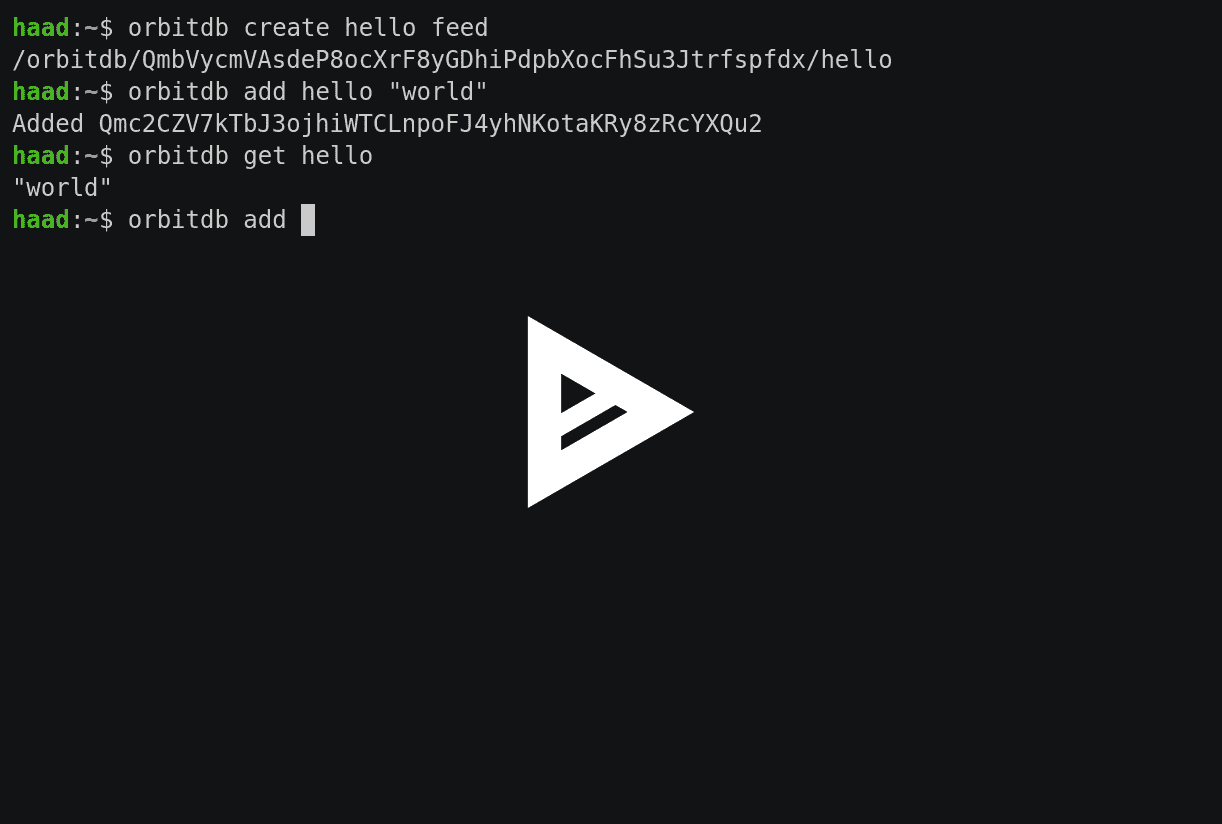 haad:~$ orbitdb create hello feed
/orbitdb/QmbVycmVAsdeP8ocXrF8yGDhiPdpbXocFhSu3Jtrfspfdx/hello
haad:~$ orbitdb add hello "world"
Added Qmc2CZV7kTbJ3ojhiWTCLnpoFJ4yhNKotaKRy8zRcYXQu2
haad:~$ orbitdb get hello
"world"
haad:~$ orbitdb add